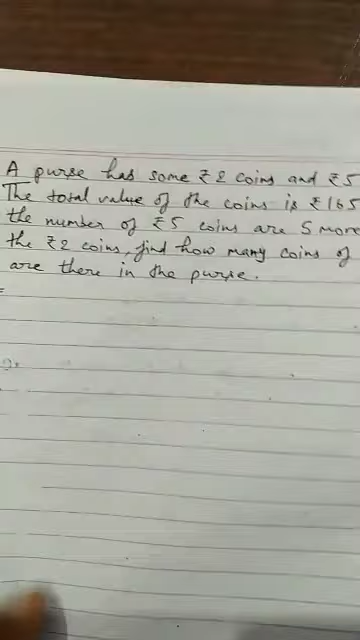 A purse has some ₹2 coins and ₹5
The total value of the coins is ₹165
the number of ₹5 coins are 5 more
the ₹2 coins, find how many coins of
are there in the purse.